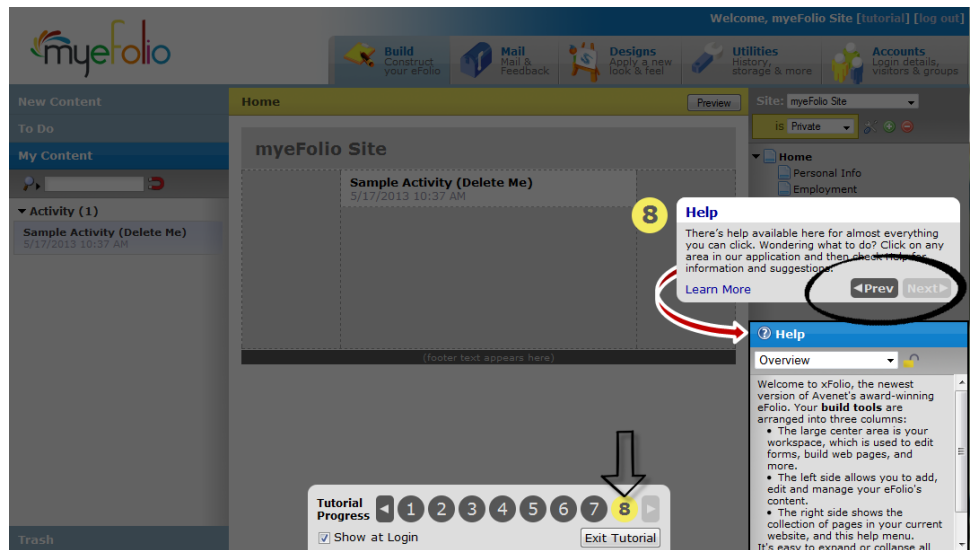 Welcome, myeFolio Site [tutorial] [log out]
myefolio
Build
Construct
your eFolio
Mail
Mail &
Feedback
Designs
Apply a new
look & feel
Utilities
History,
storage & more
Accounts
Login details,
visitors & groups
New Content
To Do
My Content
Activity (1)
Sample Activity (Delete Me)
5/17/2013 10:37 AM
Trash
Home
Preview
myeFolio Site
Sample Activity (Delete Me)
5/17/2013 10:37 AM
(footer text appears here)
Site: myeFolio Site
is Private
Home
Personal Info
Employment
8
Help
There's help available here for almost everything
you can click. Wondering what to do? Click on any
area in our application and then check Help for
information and suggestions.
Learn More
Prev Next
Help
Overview
Welcome to xFolio, the newest
version of Avenet's award-winning
eFolio. Your build tools are
arranged into three columns:
• The large center area is your
workspace, which is used to edit
forms, build web pages, and
more.
• The left side allows you to add,
edit and manage your eFolio's
content.
• The right side shows the
collection of pages in your current
website, and this help menu.
It's easy to expand or collapse all
Tutorial
Progress
1 2 3 4 5 6 7 8
Show at Login
Exit Tutorial